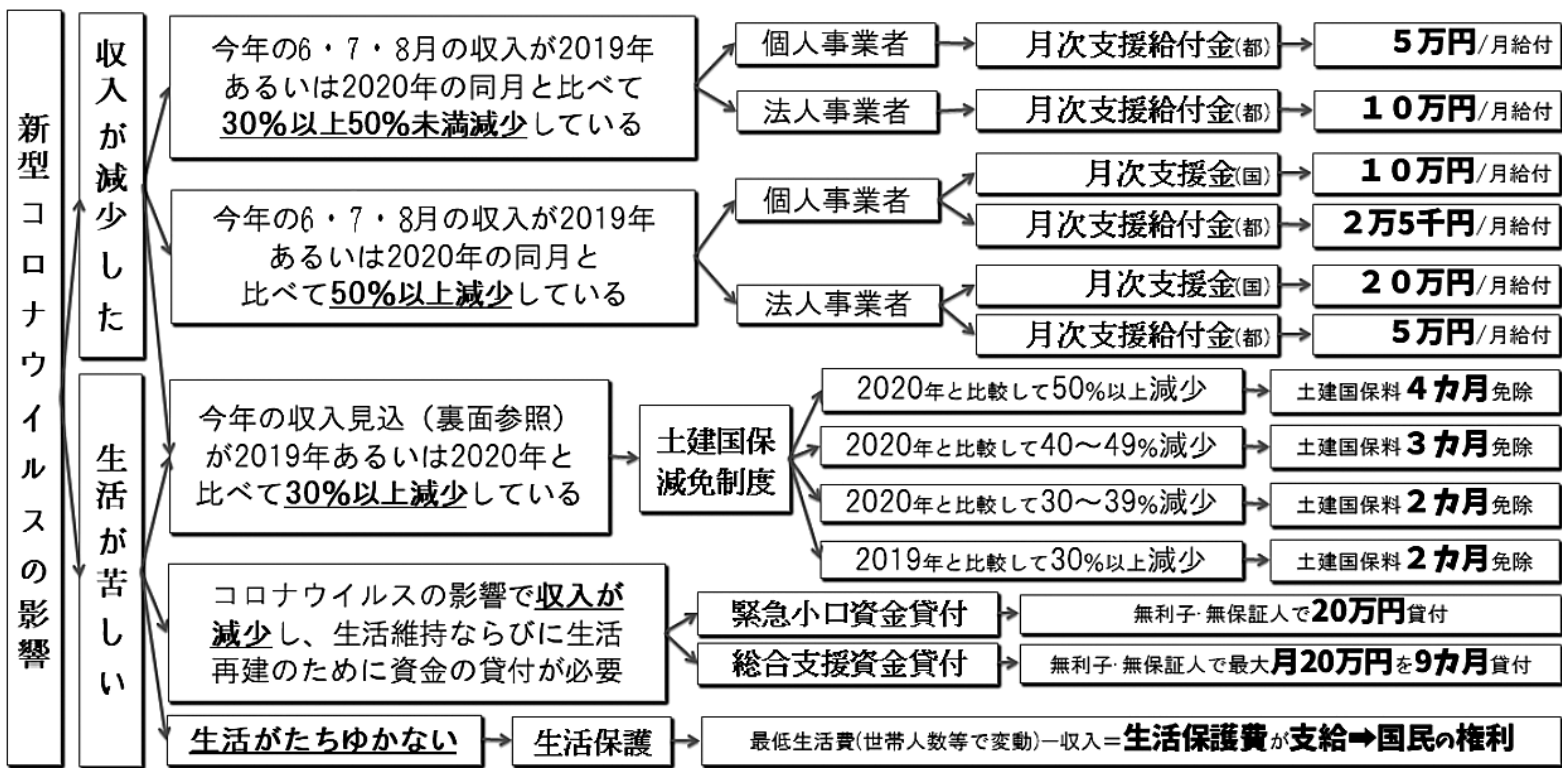 新型コロナウイルスの影響
収入が減少した
今年の6・7・8月の収入が2019年
あるいは2020年の同月と比べて
30%以上50%未満減少している
個人事業者
月次支援給付金(都)
5万円/月給付
法人事業者
月次支援給付金(都)
10万円/月給付
今年の6・7・8月の収入が2019年
あるいは2020年の同月と
比べて50%以上減少している
個人事業者
月次支援金(国)
10万円/月給付
月次支援給付金(都)
2万5千円/月給付
法人事業者
月次支援金(国)
20万円/月給付
月次支援給付金(都)
5万円/月給付
生活が苦しい
今年の収入見込（裏面参照）
が2019年あるいは2020年と
比べて30%以上減少している
土建国保
減免制度
2020年と比較して50%以上減少
土建国保料4カ月免除
2020年と比較して40～49%減少
土建国保料3カ月免除
2020年と比較して30～39%減少
土建国保料2カ月免除
2019年と比較して30%以上減少
土建国保料2カ月免除
コロナウイルスの影響で収入が
減少し、生活維持ならびに生活
再建のために資金の貸付が必要
緊急小口資金貸付
無利子・無保証人で20万円貸付
総合支援資金貸付
無利子・無保証人で最大月20万円を9カ月貸付
生活がたちゆかない
生活保護
最低生活費(世帯人数等で変動)－収入＝生活保護費が支給➡国民の権利